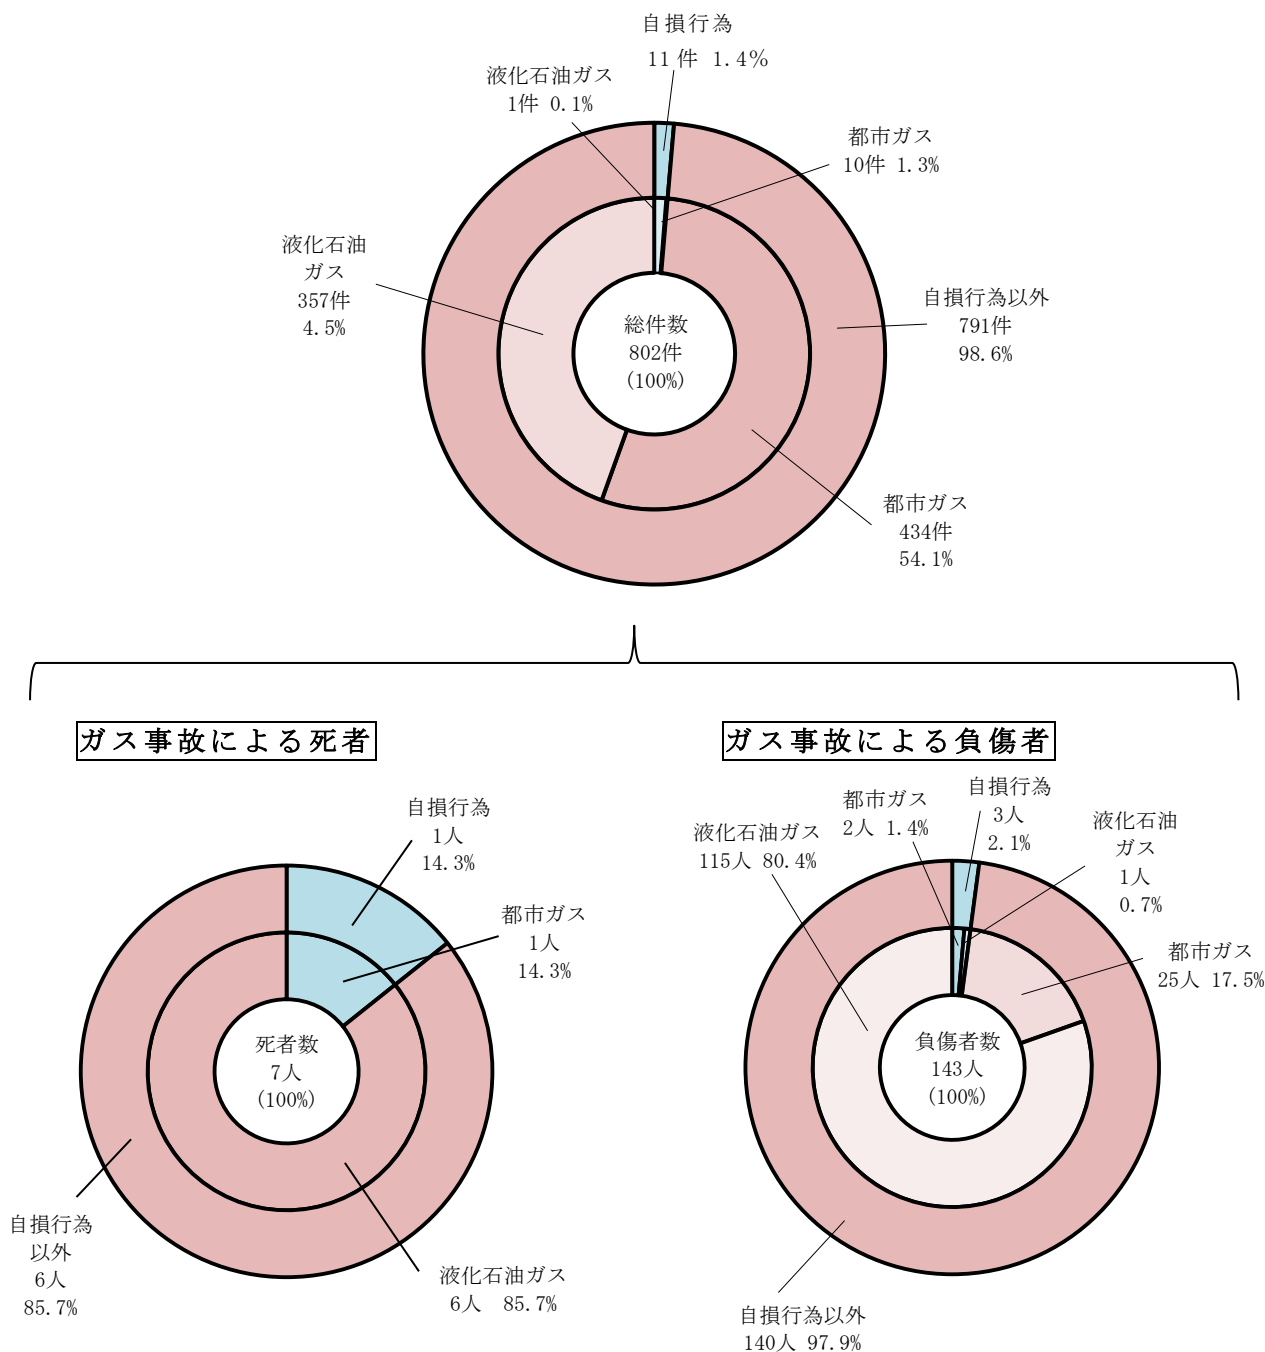 自損行為
11 件 1.4%
液化石油ガス
1件 0.1%
都市ガス
10件 1.3%
液化石油
ガス
357件
4.5%
総件数
802件
(100%)
自損行為以外
791件
98.6%
都市ガス
434件
54.1%
ガス事故による死者
自損行為
1人
14.3%
都市ガス
1人
14.3%
死者数
7人
(100%)
自損行為
以外
6人
85.7%
液化石油ガス
6人 85.7%
ガス事故による負傷者
自損行為
3人
2.1%
都市ガス
2人 1.4%
液化石油ガス
115人 80.4%
液化石油
ガス
1人
0.7%
都市ガス
25人 17.5%
負傷者数
143人
(100%)
自損行為以外
140人 97.9%